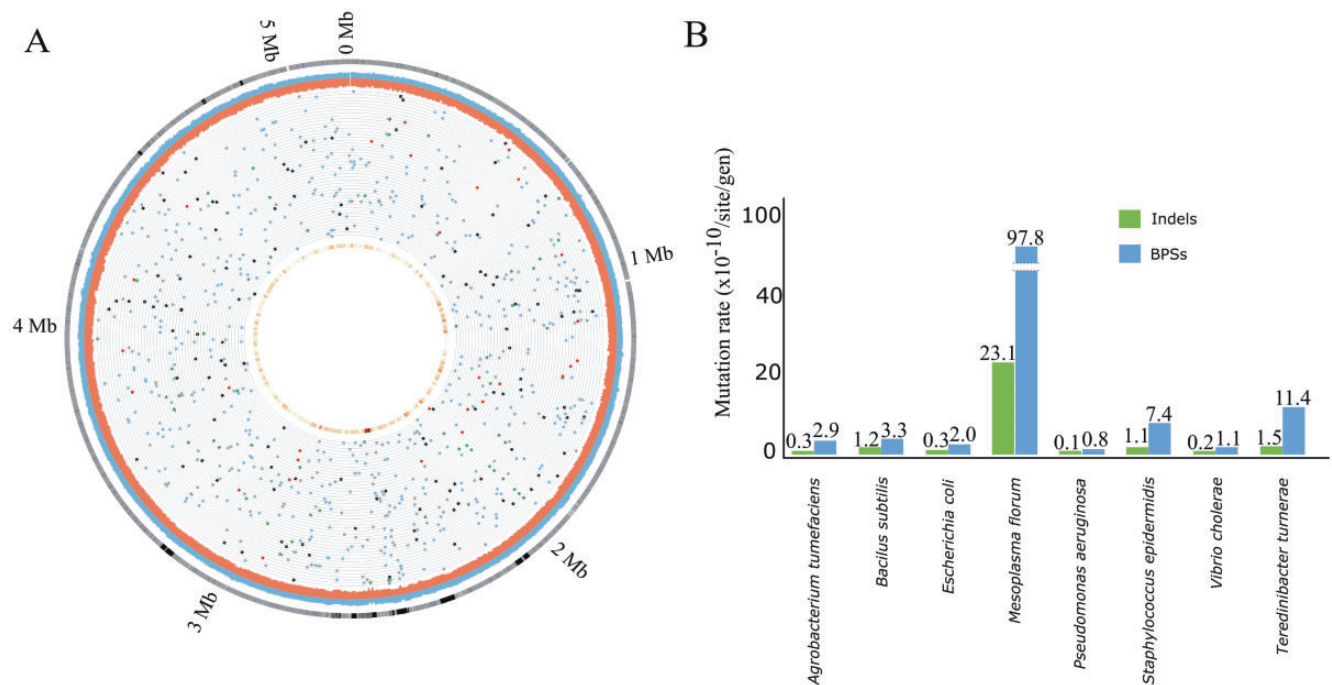 A
5 Mb
0 Mb
1 Mb
2 Mb
3 Mb
4 Mb
B
Mutation rate (x10⁻¹⁰/site/gen)
100
40
20
0
Indels
BPSs
0.3 2.9
1.2 3.3
0.3 2.0
23.1 97.8
0.1 0.8
1.1 7.4
0.2 1.1
1.5 11.4
Agrobacterium tumefaciens
Bacilus subtilis
Escherichia coli
Mesoplasma florum
Pseudomonas aeruginosa
Staphylococcus epidermidis
Vibrio cholerae
Teredinibacter turnerae